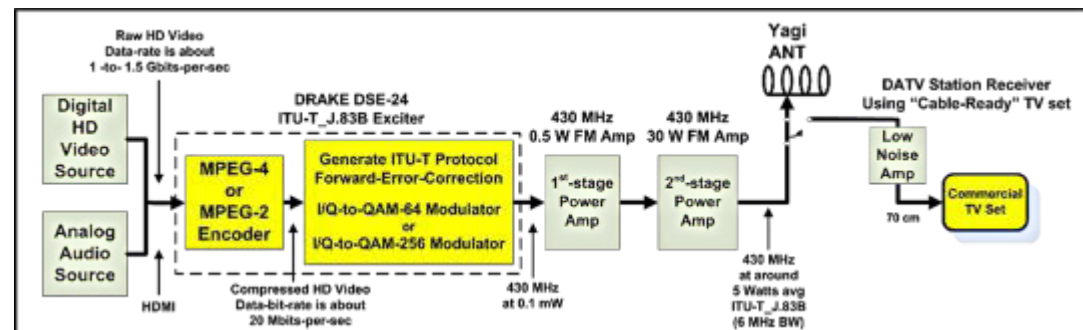 Raw HD Video
Data-rate is about
1 -to- 1.5 Gbits-per-sec
Digital
HD
Video
Source
Analog
Audio
Source
HDMI
DRAKE DSE-24
ITU-T_J.83B Exciter
MPEG-4
or
MPEG-2
Encoder
Generate ITU-T Protocol
Forward-Error-Correction
I/Q-to-QAM-64 Modulator
or
I/Q-to-QAM-256 Modulator
Compressed HD Video
Data-bit-rate is about
20 Mbits-per-sec
430 MHz
at 0.1 mW
430 MHz
0.5 W FM Amp
1st-stage
Power
Amp
430 MHz
30 W FM Amp
2nd-stage
Power
Amp
430 MHz
at around
5 Watts avg
ITU-T_J.83B
(6 MHz BW)
Yagi
ANT
DATV Station Receiver
Using "Cable-Ready" TV set
Low
Noise
Amp
70 cm
Commercial
TV Set